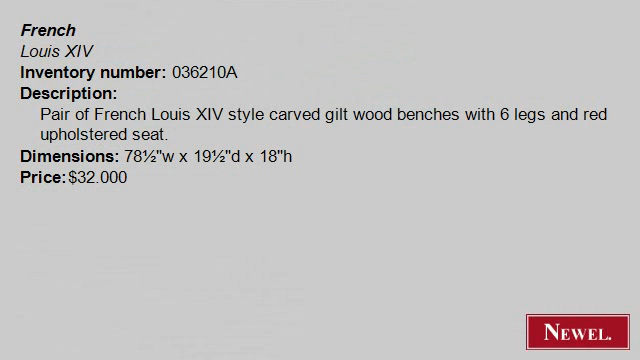 French
Louis XIV
Inventory number: 036210A
Description:
Pair of French Louis XIV style carved gilt wood benches with 6 legs and red
upholstered seat.
Dimensions: 78½"w x 19½"d x 18"h
Price:$32.000
NEWEL.